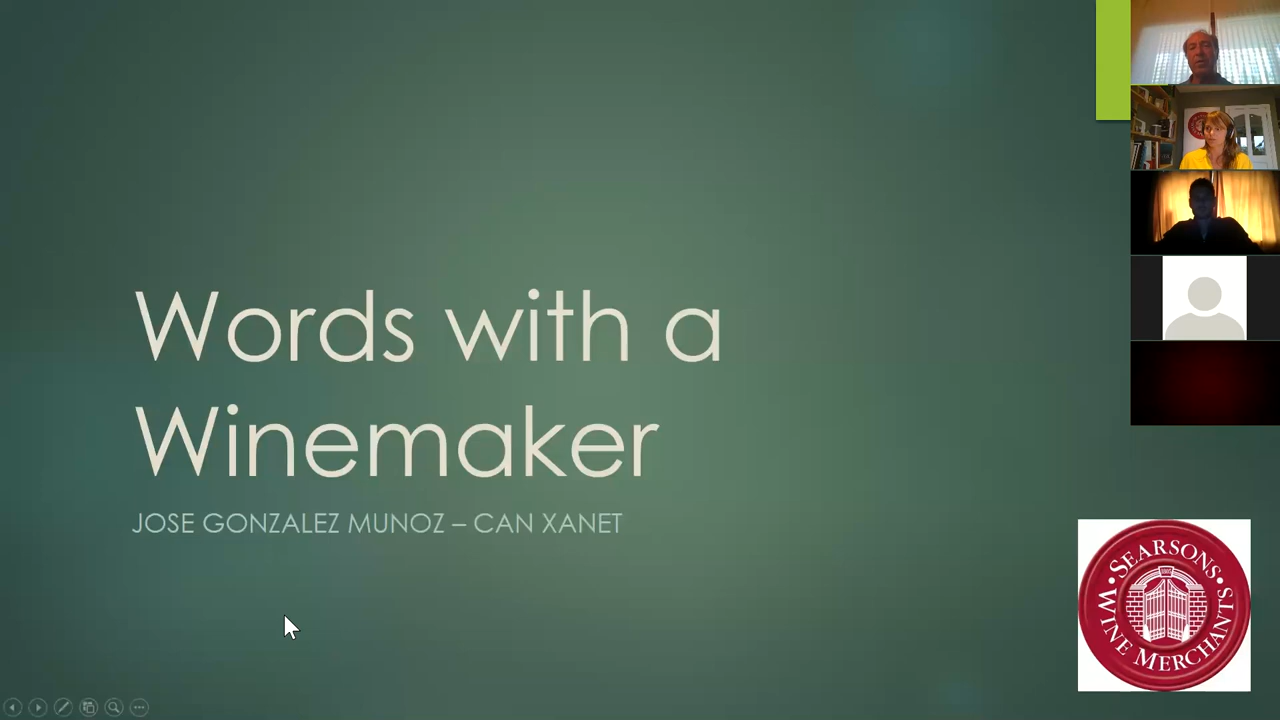 Words with a
Winemaker
JOSE GONZALEZ MUNOZ – CAN XANET
SEARSONS
WINE MERCHANTS